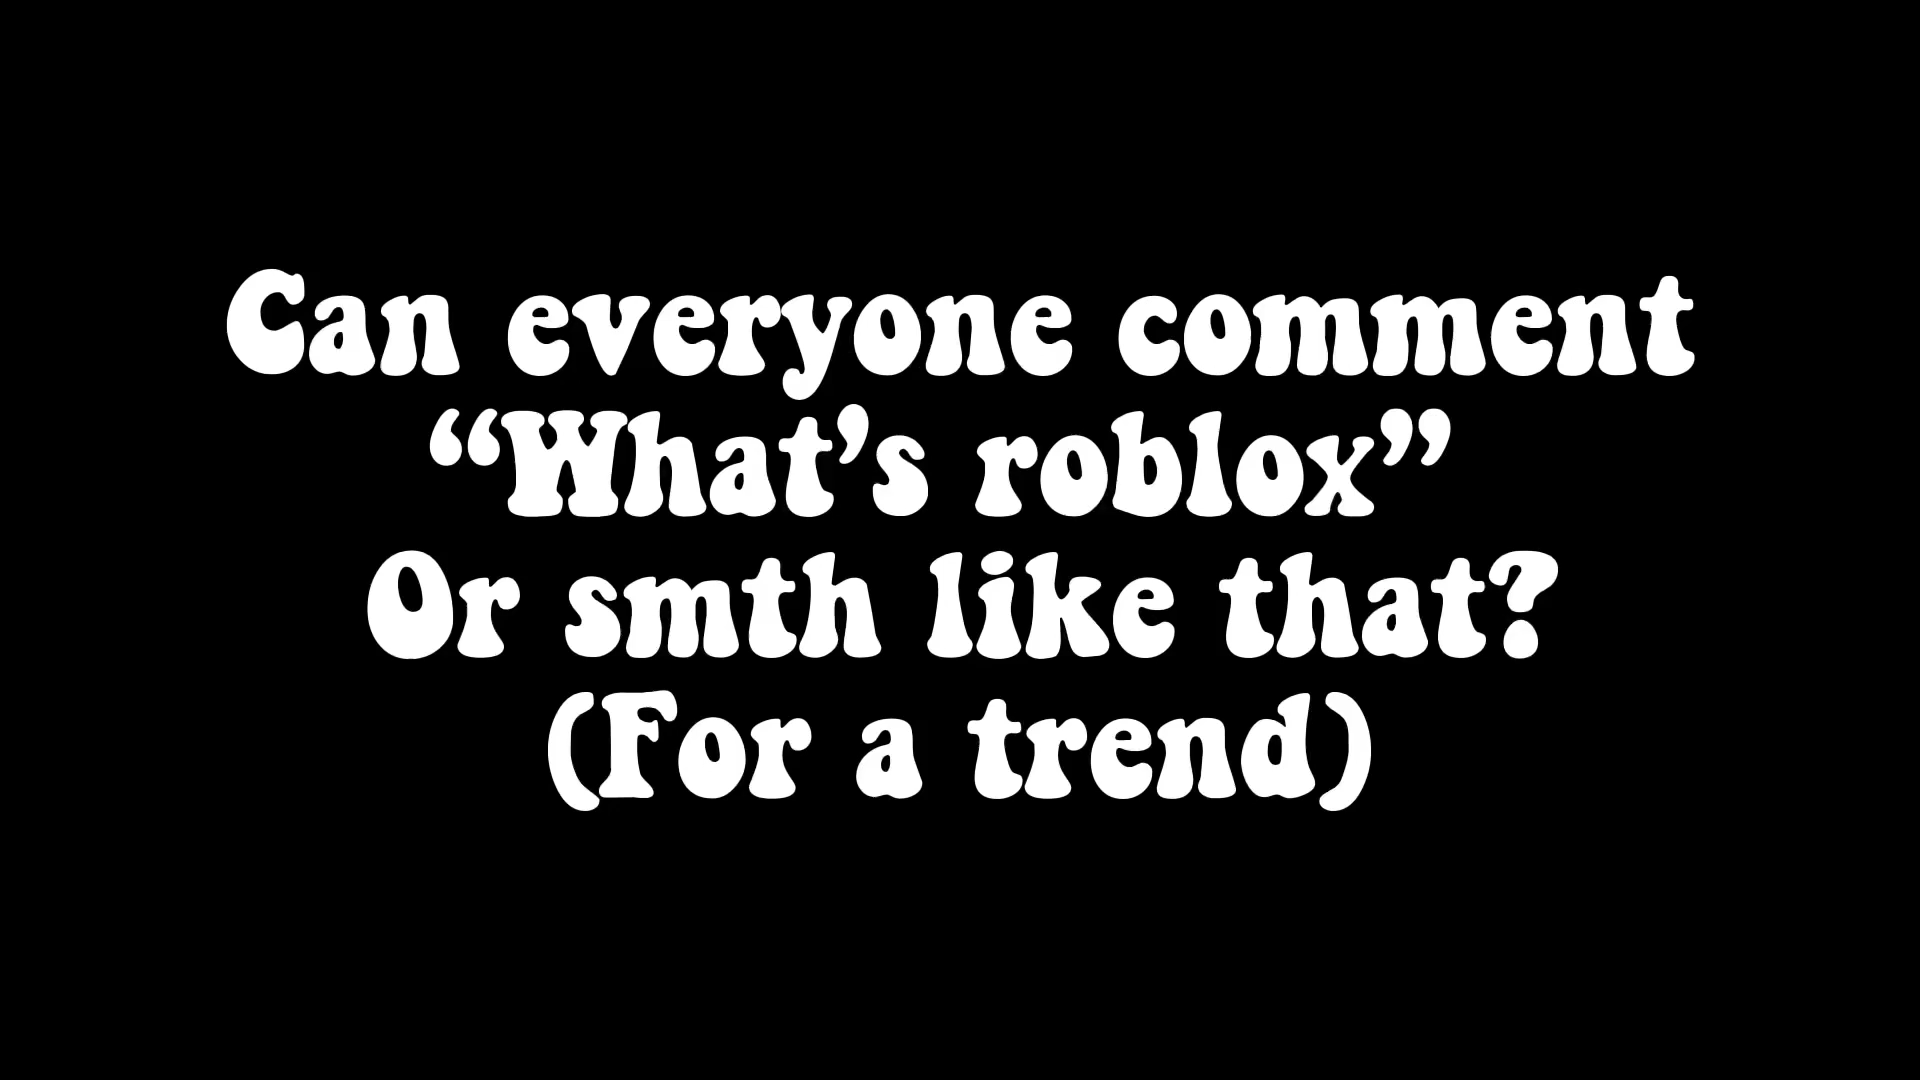 Can everyone comment
“What’s roblox”
Or smth like that?
(For a trend)